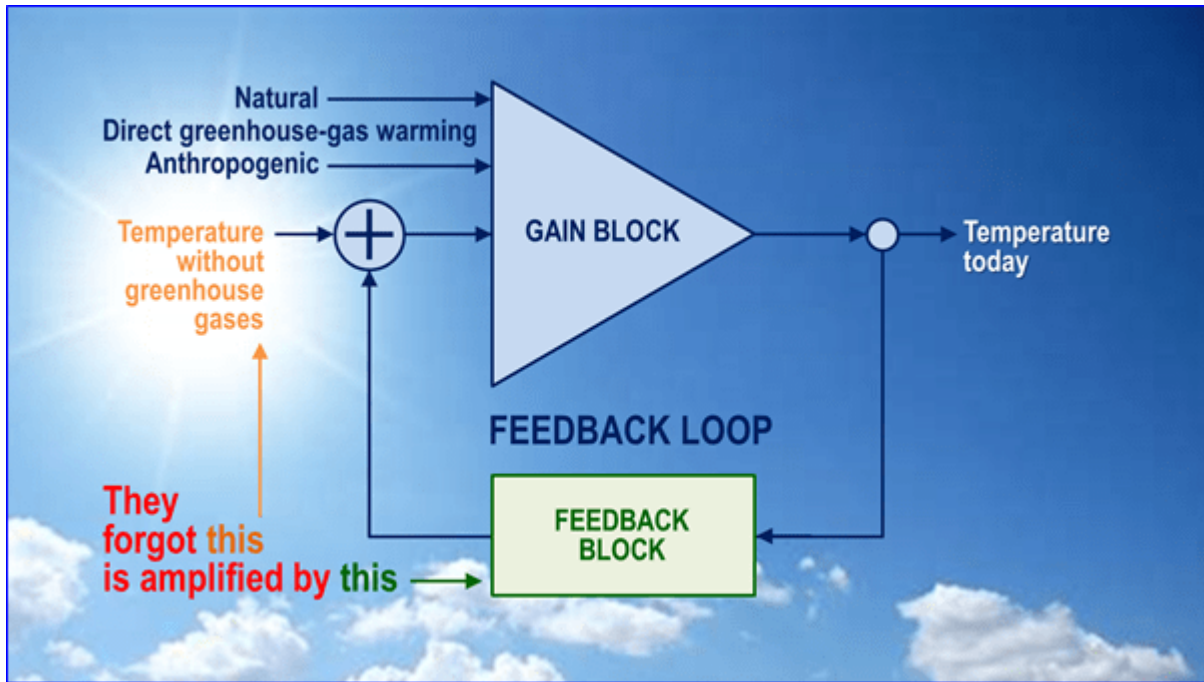 Natural
Direct greenhouse-gas warming
Anthropogenic
Temperature
without
greenhouse
gases
+
GAIN BLOCK
Temperature
today
FEEDBACK LOOP
They
forgot this
is amplified by this
FEEDBACK
BLOCK